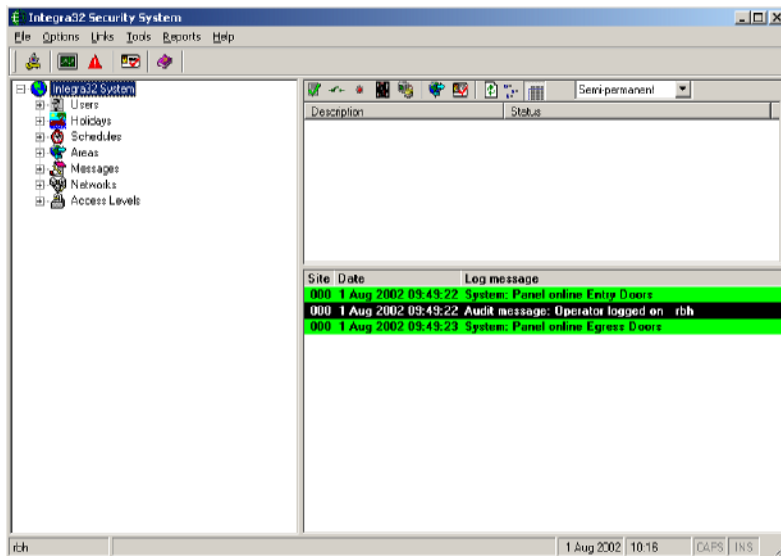 Integra32 Security System
File Options Links Tools Reports Help
Integra32 System
Users
Holidays
Schedules
Areas
Messages
Networks
Access Levels
Semi-permanent
Description Status
Site Date Log message
000 1 Aug 2002 09:49:22 System: Panel online Entry Doors
000 1 Aug 2002 09:49:22 Audit message: Operator logged on rbh
000 1 Aug 2002 09:49:23 System: Panel online Egress Doors
rbh 1 Aug 2002 10:16 CAPS INS